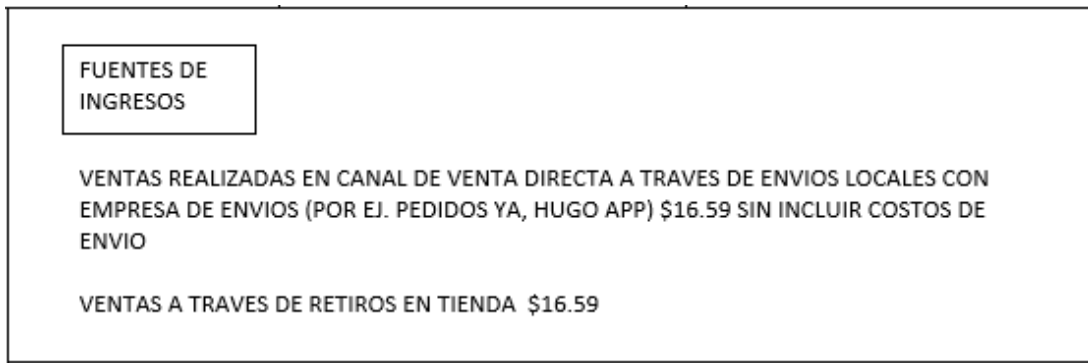 FUENTES DE
INGRESOS
VENTAS REALIZADAS EN CANAL DE VENTA DIRECTA A TRAVES DE ENVIOS LOCALES CON
EMPRESA DE ENVIOS (POR EJ. PEDIDOS YA, HUGO APP) $16.59 SIN INCLUIR COSTOS DE
ENVIO
VENTAS A TRAVES DE RETIROS EN TIENDA  $16.59